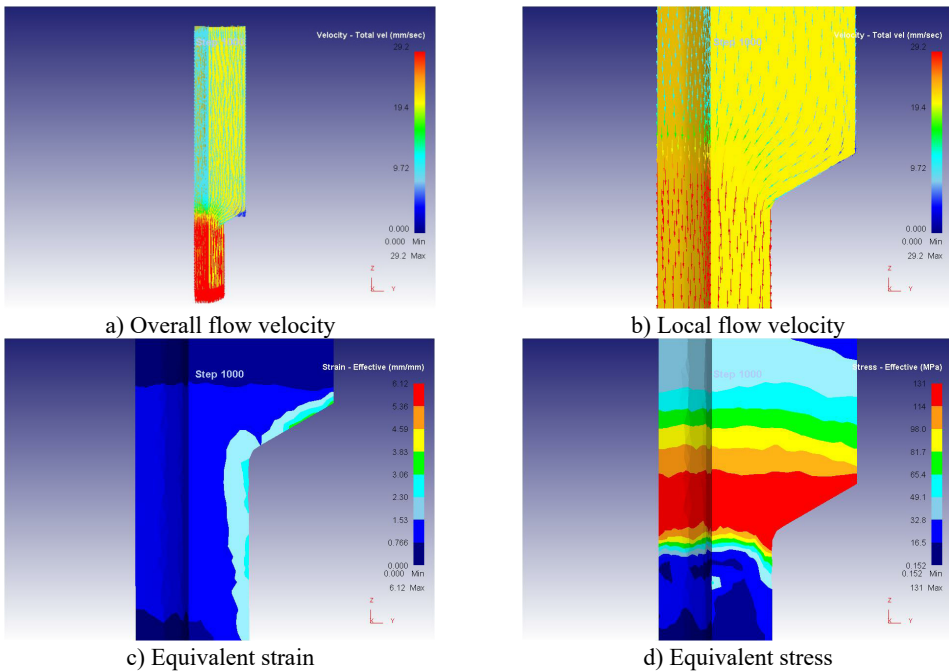 Step 1000
Velocity - Total vel (mm/sec)
29.2
19.4
9.72
0.000
0.000 Min
29.2 Max
Z
X Y
a) Overall flow velocity
Step 1000
Velocity - Total vel (mm/sec)
29.2
19.4
9.72
0.000
0.000 Min
29.2 Max
Z
X Y
b) Local flow velocity
Step 1000
Strain - Effective (mm/mm)
6.12
5.36
4.59
3.83
3.06
2.30
1.53
0.766
0.000
0.000 Min
6.12 Max
Z
X Y
c) Equivalent strain
Step 1000
Stress - Effective (MPa)
131
114
98.0
81.7
65.4
49.1
32.8
16.5
0.152
0.152 Min
131 Max
Z
X Y
d) Equivalent stress